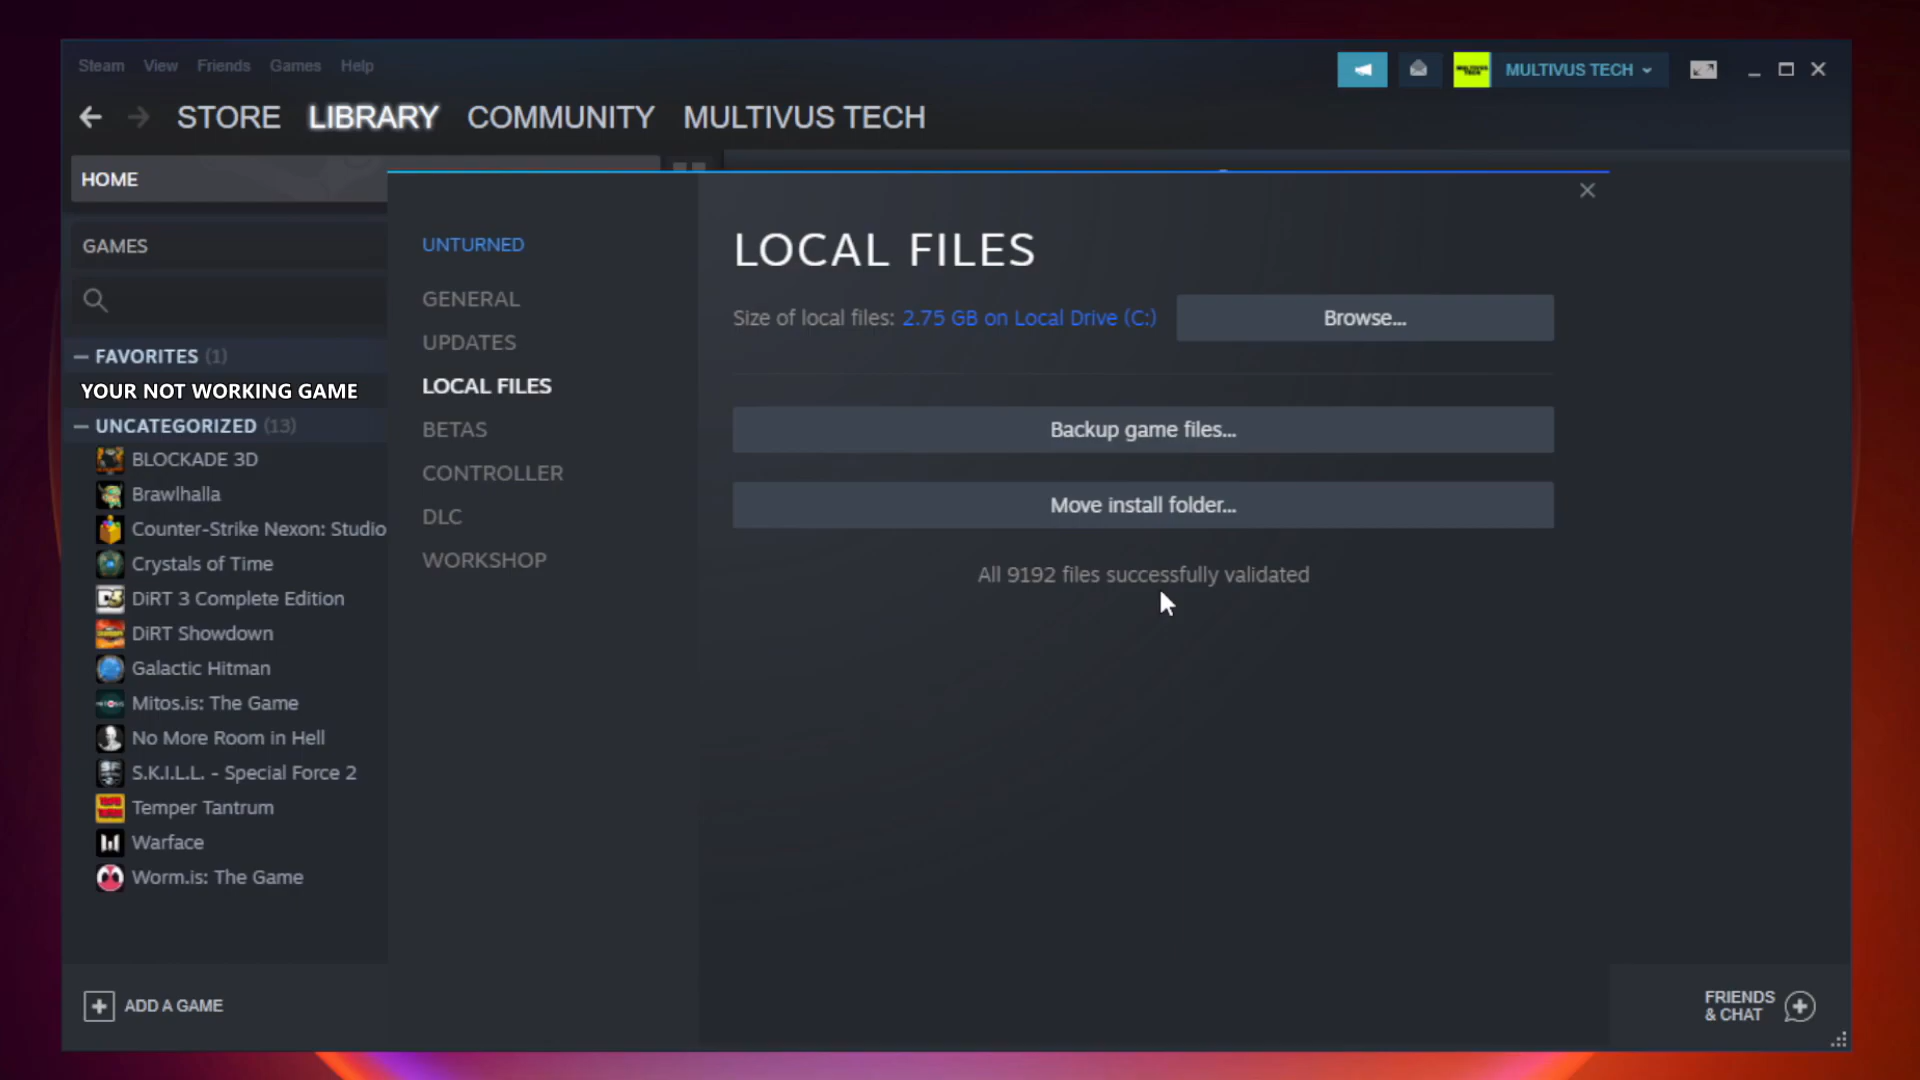 Steam View Friends Games Help
MULTIVUS TECH
STORE LIBRARY COMMUNITY MULTIVUS TECH
HOME
GAMES
FAVORITES (1)
YOUR NOT WORKING GAME
UNCATEGORIZED (13)
BLOCKADE 3D
Brawlhalla
Counter-Strike Nexon: Studio
Crystals of Time
DiRT 3 Complete Edition
DiRT Showdown
Galactic Hitman
Mitos.is: The Game
No More Room in Hell
S.K.I.L.L. - Special Force 2
Temper Tantrum
Warface
Worm.is: The Game
ADD A GAME
UNTURNED
GENERAL
UPDATES
LOCAL FILES
BETAS
CONTROLLER
DLC
WORKSHOP
LOCAL FILES
Size of local files: 2.75 GB on Local Drive (C:)
Browse...
Backup game files...
Move install folder...
All 9192 files successfully validated
FRIENDS
& CHAT